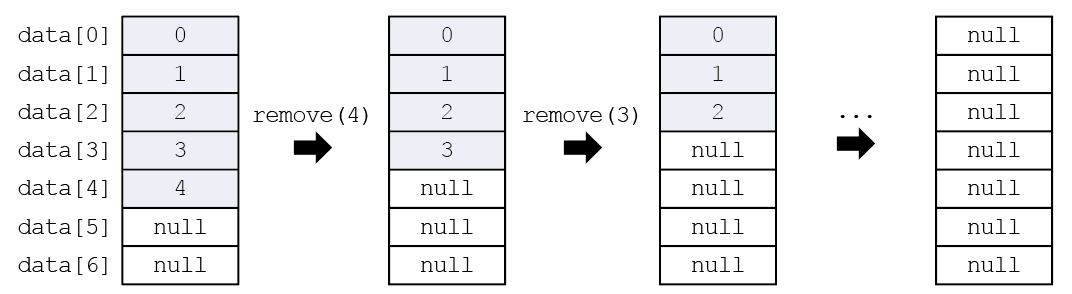 data[0] 0 0 0 null
data[1] 1 1 1 null
data[2] 2 remove(4) 2 remove(3) 2 ... null
data[3] 3 3 null null
data[4] 4 null null null
data[5] null null null null
data[6] null null null null